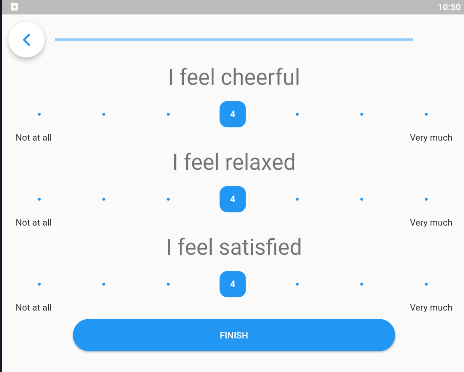 10:50
I feel cheerful
4
Not at all
Very much
I feel relaxed
4
Not at all
Very much
I feel satisfied
4
Not at all
Very much
FINISH